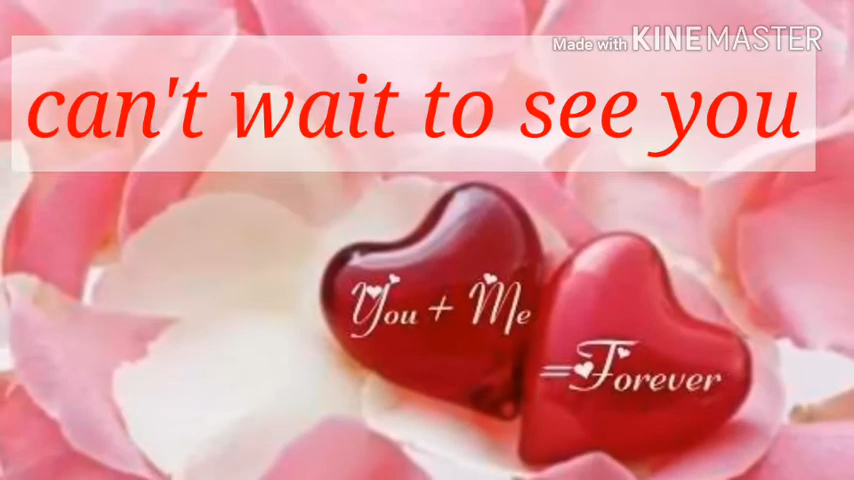 Made with KINEMASTER
can't wait to see you
You + Me
=Forever